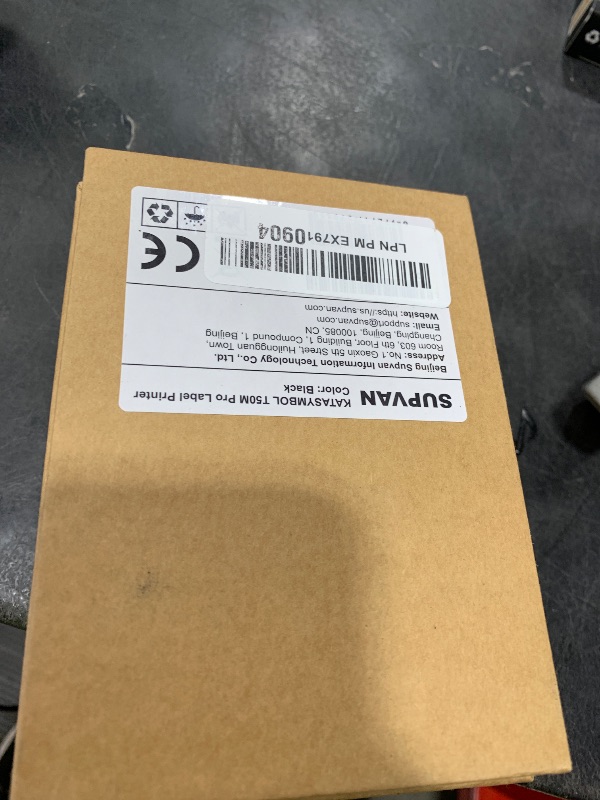 SUPVAN
KATASYMBOL T50M Pro Label Printer
Color: Black
Beijing Supvan Information Technology Co., Ltd.
Address: No.1 Gaoxin 5th Street, Huilongguan Town,
Room 603, 6th Floor, Building 1, Compound 1, Beijing
Changping, Beijing, 100085, CN
Email: support@supvan.com
Website: https://us.supvan.com
CE
LPN PM EX7910904